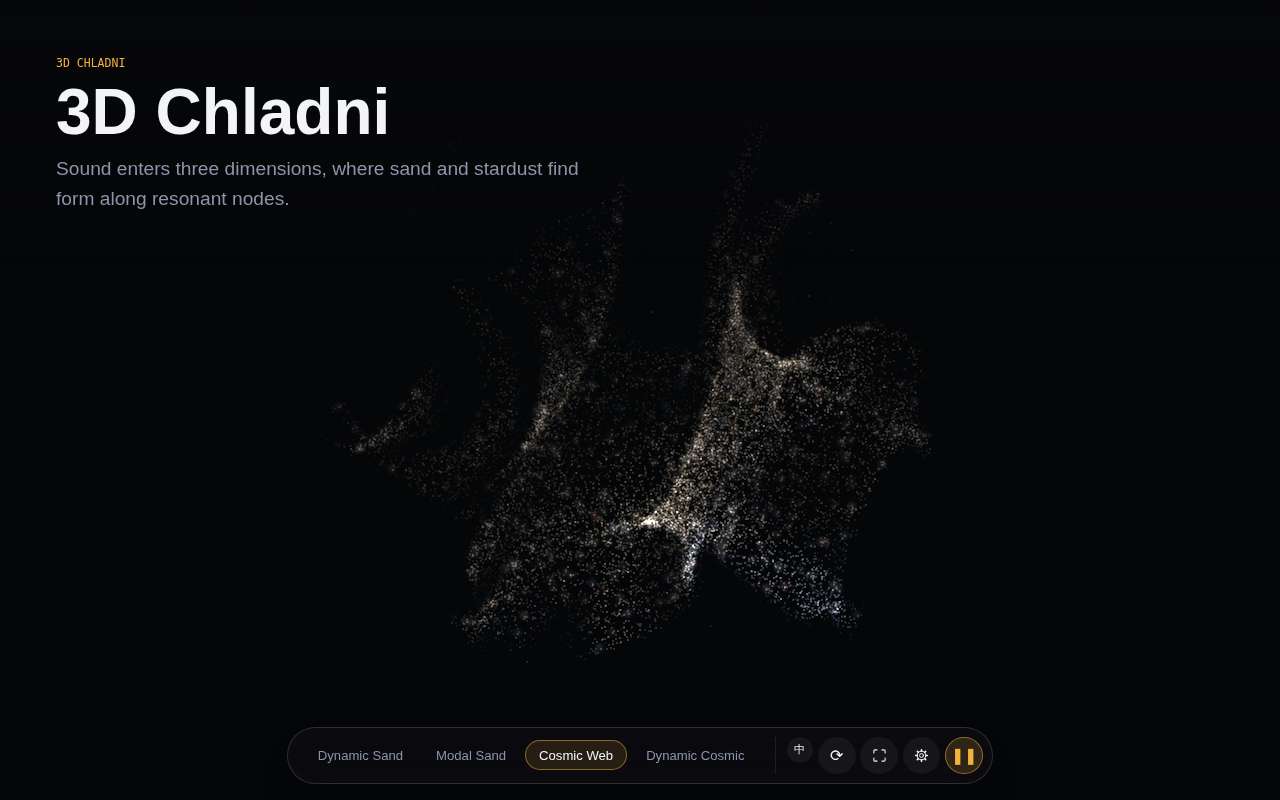 3D CHLADNI
3D Chladni
Sound enters three dimensions, where sand and stardust find
form along resonant nodes.
Dynamic Sand
Modal Sand
Cosmic Web
Dynamic Cosmic
中